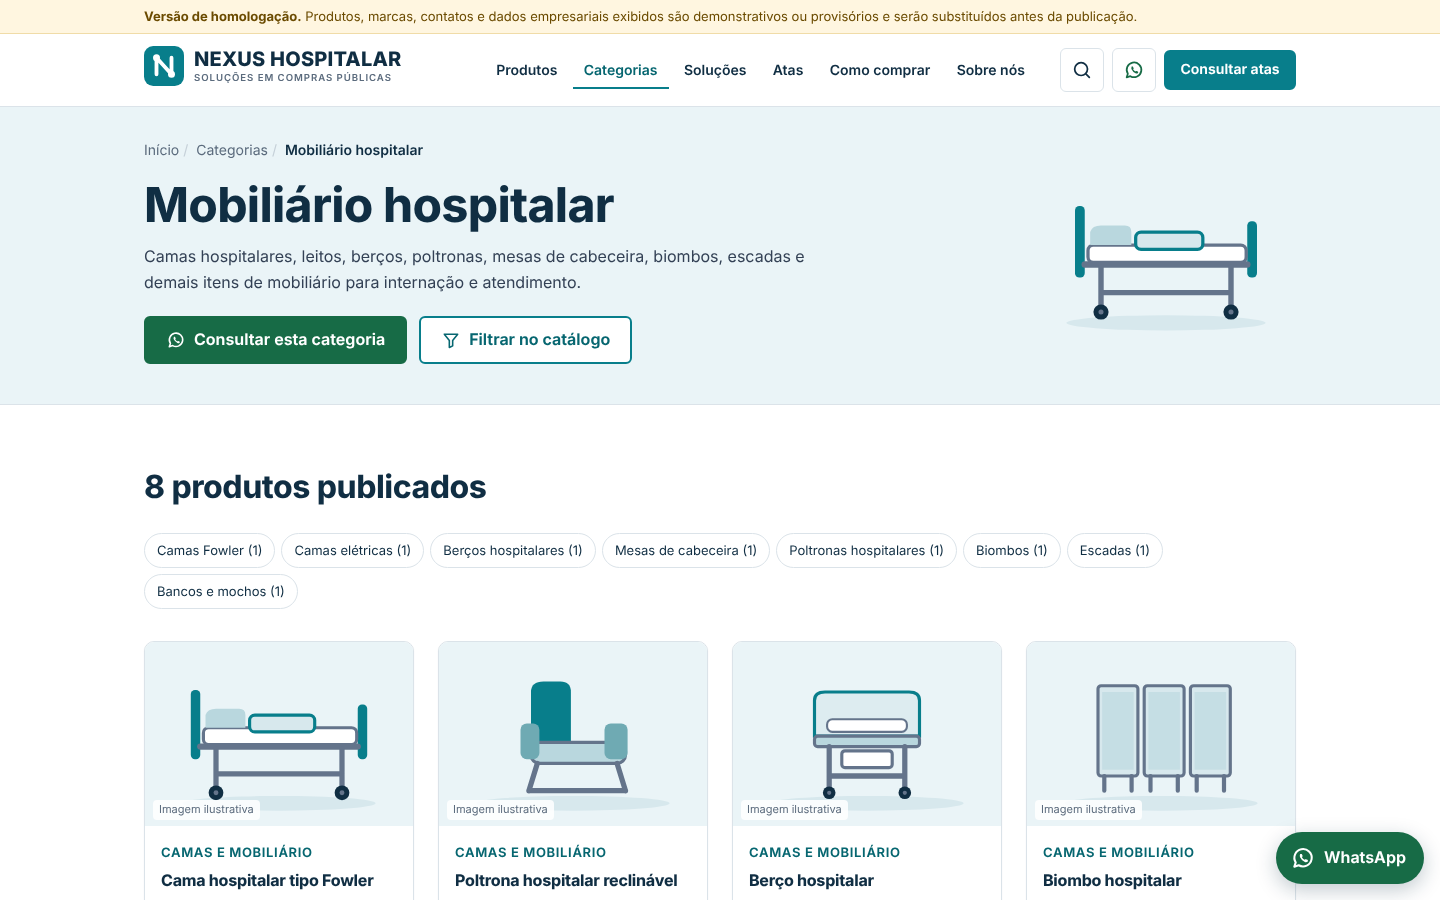 Versão de homologação. Produtos, marcas, contatos e dados empresariais exibidos são demonstrativos ou provisórios e serão substituídos antes da publicação.
NEXUS HOSPITALAR
SOLUÇÕES EM COMPRAS PÚBLICAS
Produtos Categorias Soluções Atas Como comprar Sobre nós Consultar atas
Início / Categorias / Mobiliário hospitalar
Mobiliário hospitalar
Camas hospitalares, leitos, berços, poltronas, mesas de cabeceira, biombos, escadas e
demais itens de mobiliário para internação e atendimento.
Consultar esta categoria Filtrar no catálogo
8 produtos publicados
Camas Fowler (1) Camas elétricas (1) Berços hospitalares (1) Mesas de cabeceira (1) Poltronas hospitalares (1) Biombos (1) Escadas (1)
Bancos e mochos (1)
Imagem ilustrativa Imagem ilustrativa Imagem ilustrativa Imagem ilustrativa
CAMAS E MOBILIÁRIO CAMAS E MOBILIÁRIO CAMAS E MOBILIÁRIO CAMAS E MOBILIÁRIO
WhatsApp
Cama hospitalar tipo Fowler Poltrona hospitalar reclinável Berço hospitalar Biombo hospitalar